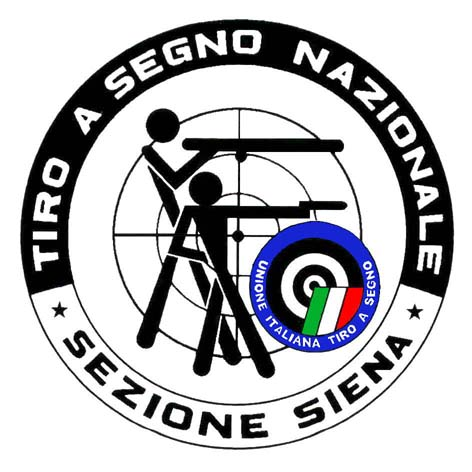 TIRO A SEGNO NAZIONALE
SEZIONE SIENA
UNIONE ITALIANA TIRO A SEGNO